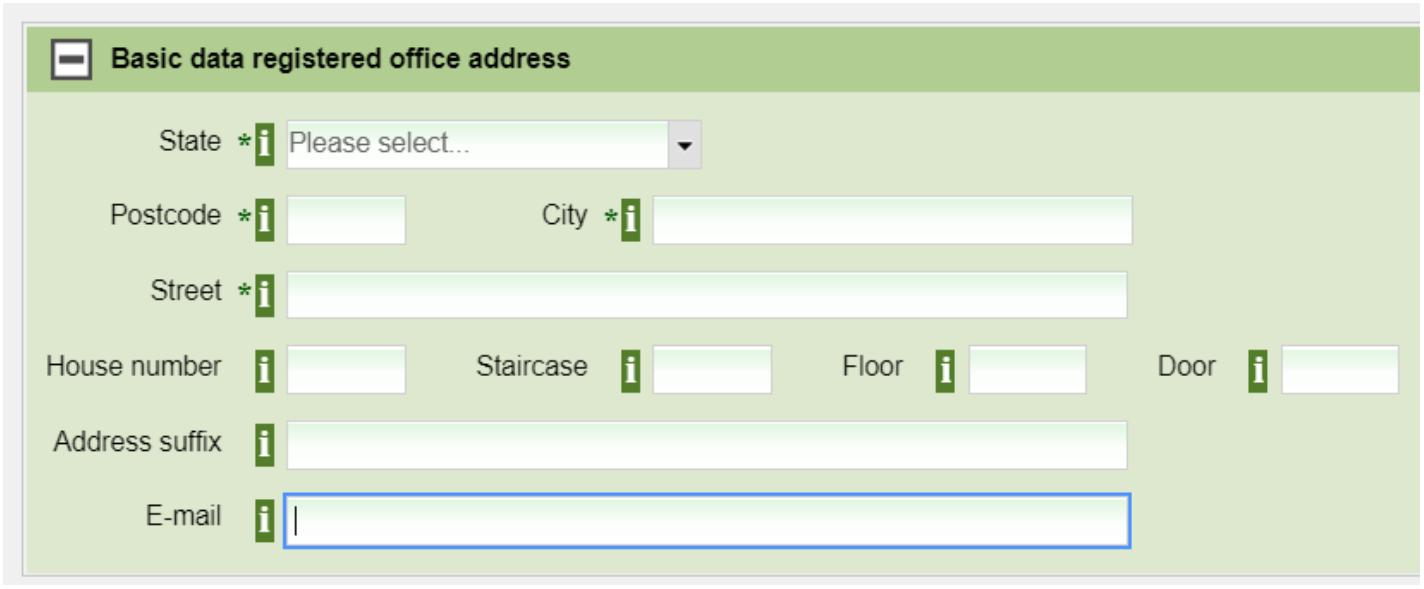 Basic data registered office address
State * i Please select...
Postcode * i City * i
Street * i
House number i Staircase i Floor i Door i
Address suffix i
E-mail i